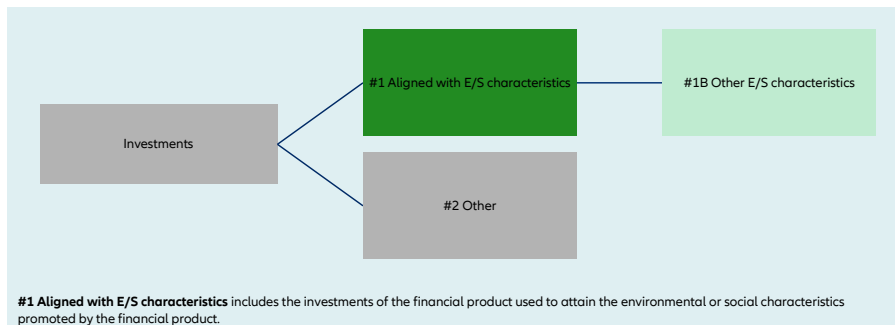 #1 Aligned with E/S characteristics
#1B Other E/S characteristics
Investments
#2 Other
#1 Aligned with E/S characteristics includes the investments of the financial product used to attain the environmental or social characteristics
promoted by the financial product.